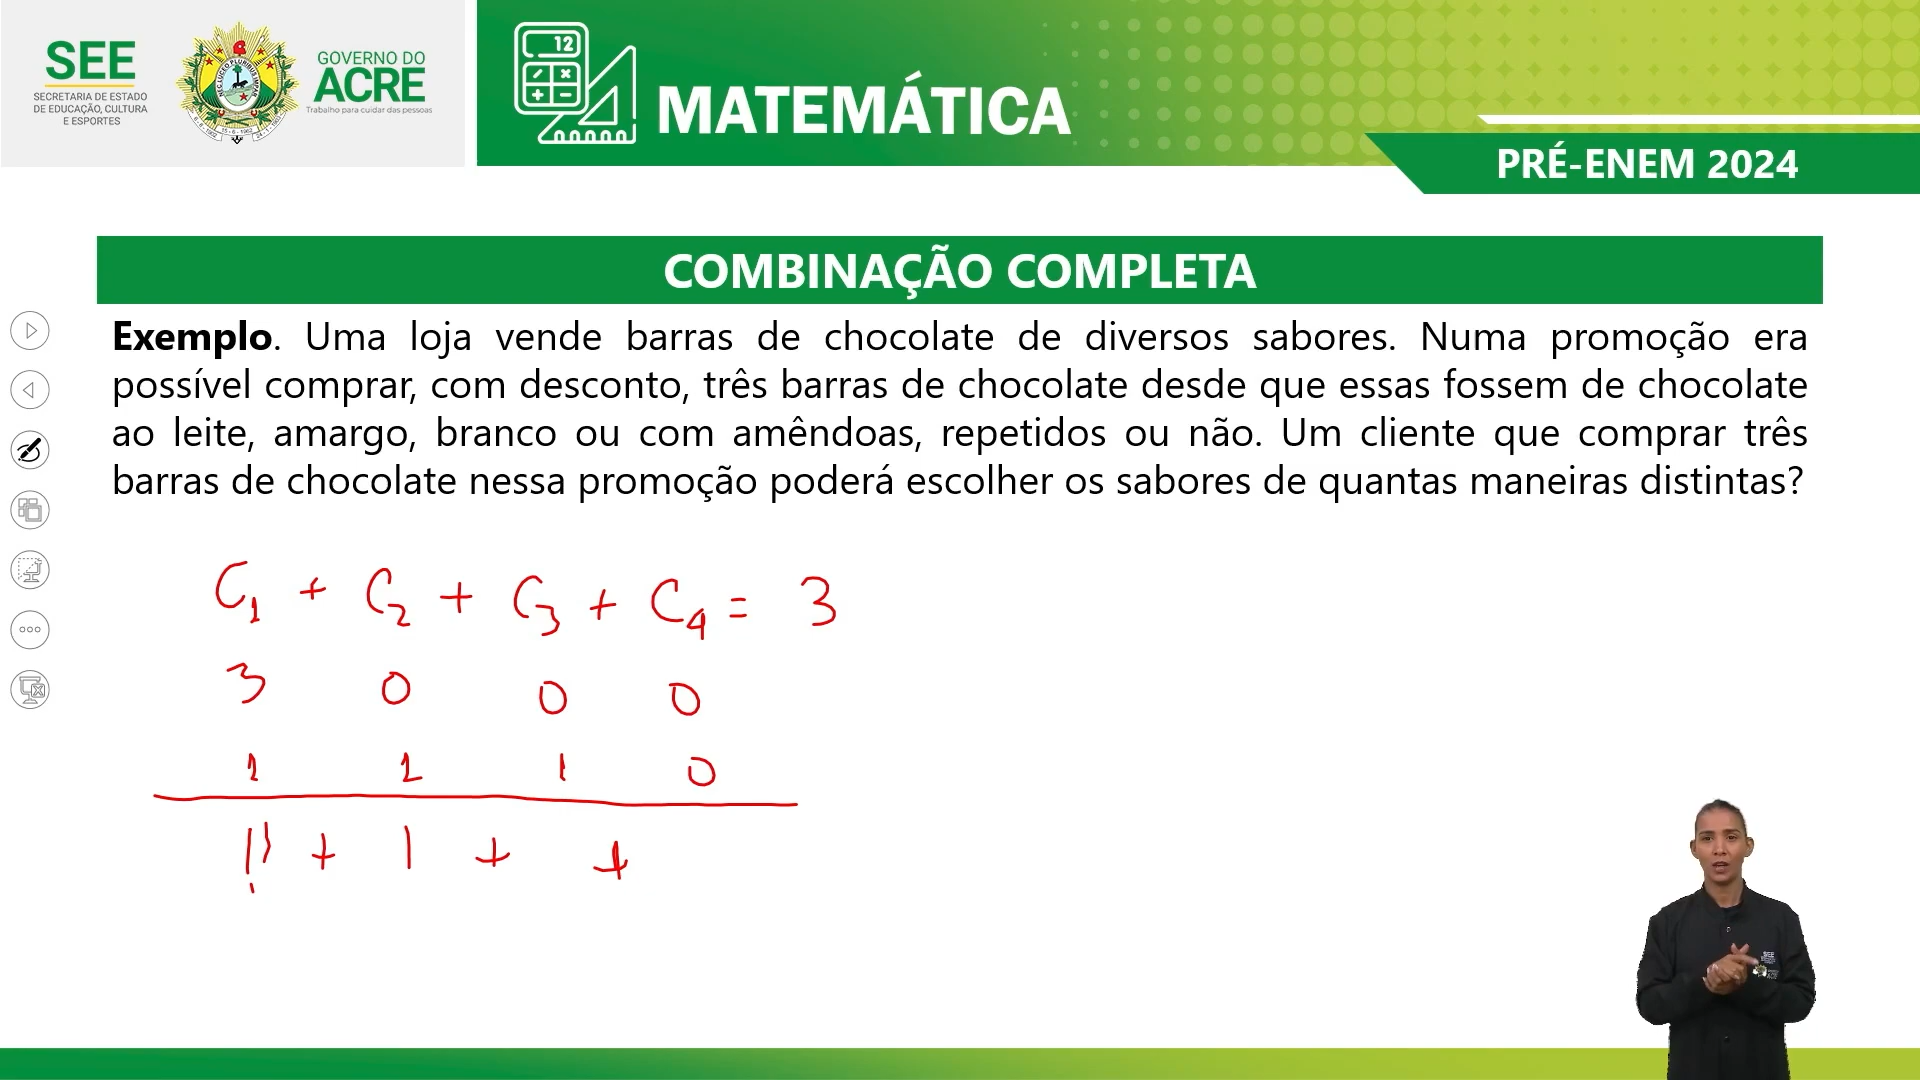 SEE
SECRETARIA DE ESTADO
DE EDUCAÇÃO, CULTURA
E ESPORTES
GOVERNO DO
ACRE
Trabalho para cuidar das pessoas
12
MATEMÁTICA
PRÉ-ENEM 2024
COMBINAÇÃO COMPLETA
Exemplo. Uma loja vende barras de chocolate de diversos sabores. Numa promoção era
possível comprar, com desconto, três barras de chocolate desde que essas fossem de chocolate
ao leite, amargo, branco ou com amêndoas, repetidos ou não. Um cliente que comprar três
barras de chocolate nessa promoção poderá escolher os sabores de quantas maneiras distintas?
C1 + C2 + C3 + C4 = 3
3 0 0 0
1 1 1 0
11 + 1 + +